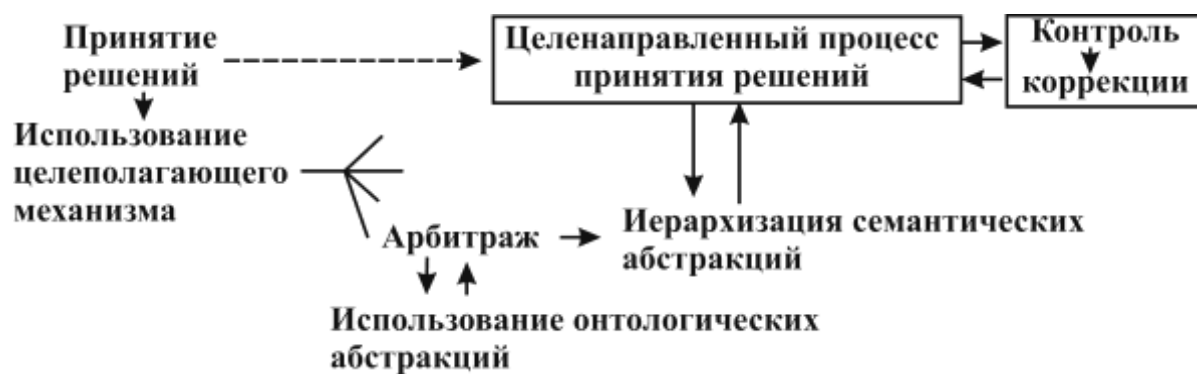 Принятие
решений
Целенаправленный процесс
принятия решений
Контроль
коррекции
Использование
целеполагающего
механизма
Арбитраж
Иерархизация семантических
абстракций
Использование онтологических
абстракций